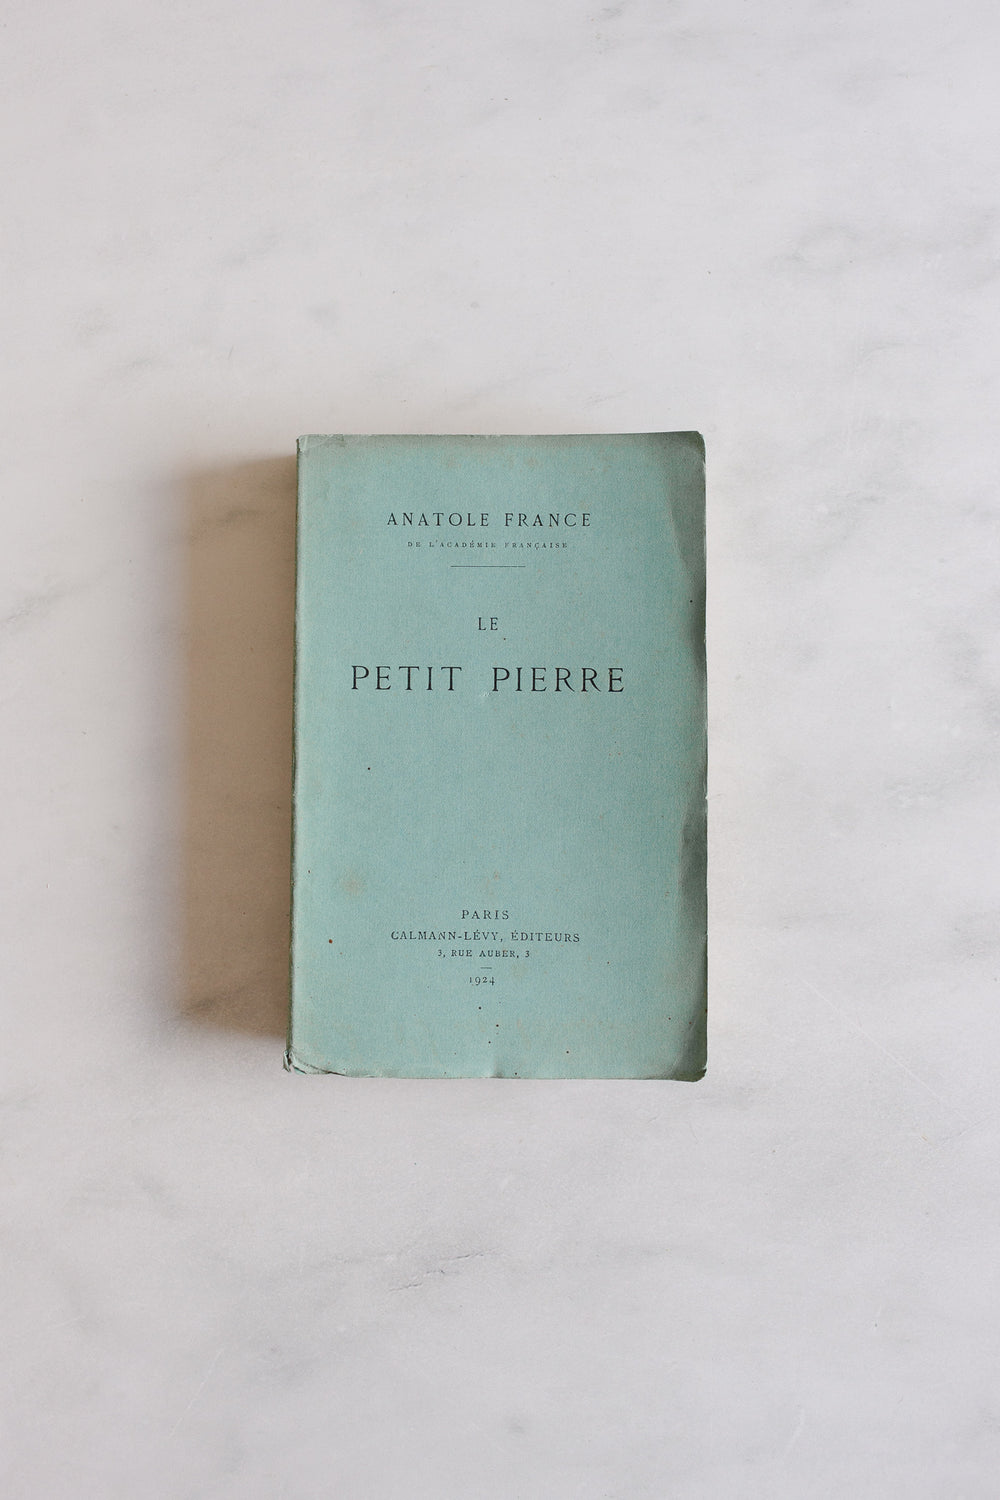 ANATOLE FRANCE
DE L'ACADÉMIE FRANÇAISE
LE
PETIT PIERRE
PARIS
CALMANN-LÉVY, ÉDITEURS
3, RUE AUBER, 3
1924